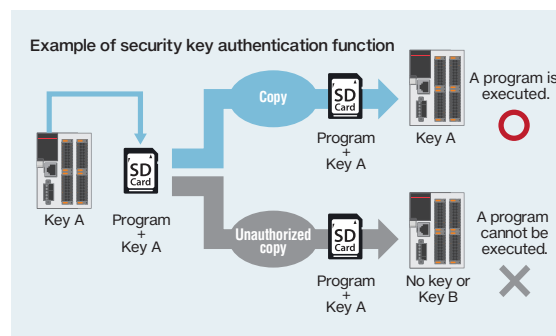 Example of security key authentication function
Key A
SD
Card
Program
+
Key A
Copy
SD
Card
Program
+
Key A
Key A
A program is
executed.
Unauthorized
copy
SD
Card
Program
+
Key A
No key or
Key B
A program
cannot be
executed.